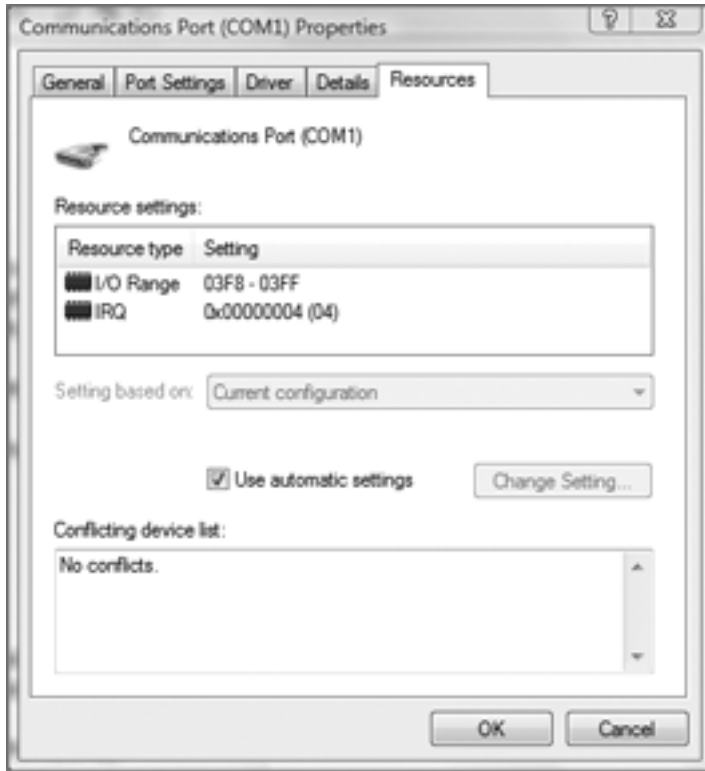 Communications Port (COM1) Properties
General Port Settings Driver Details Resources
Communications Port (COM1)
Resource settings:
Resource type Setting
I/O Range 03F8 - 03FF
IRQ 0x00000004 (04)
Setting based on: Current configuration
Use automatic settings Change Setting...
Conflicting device list:
No conflicts.
OK Cancel